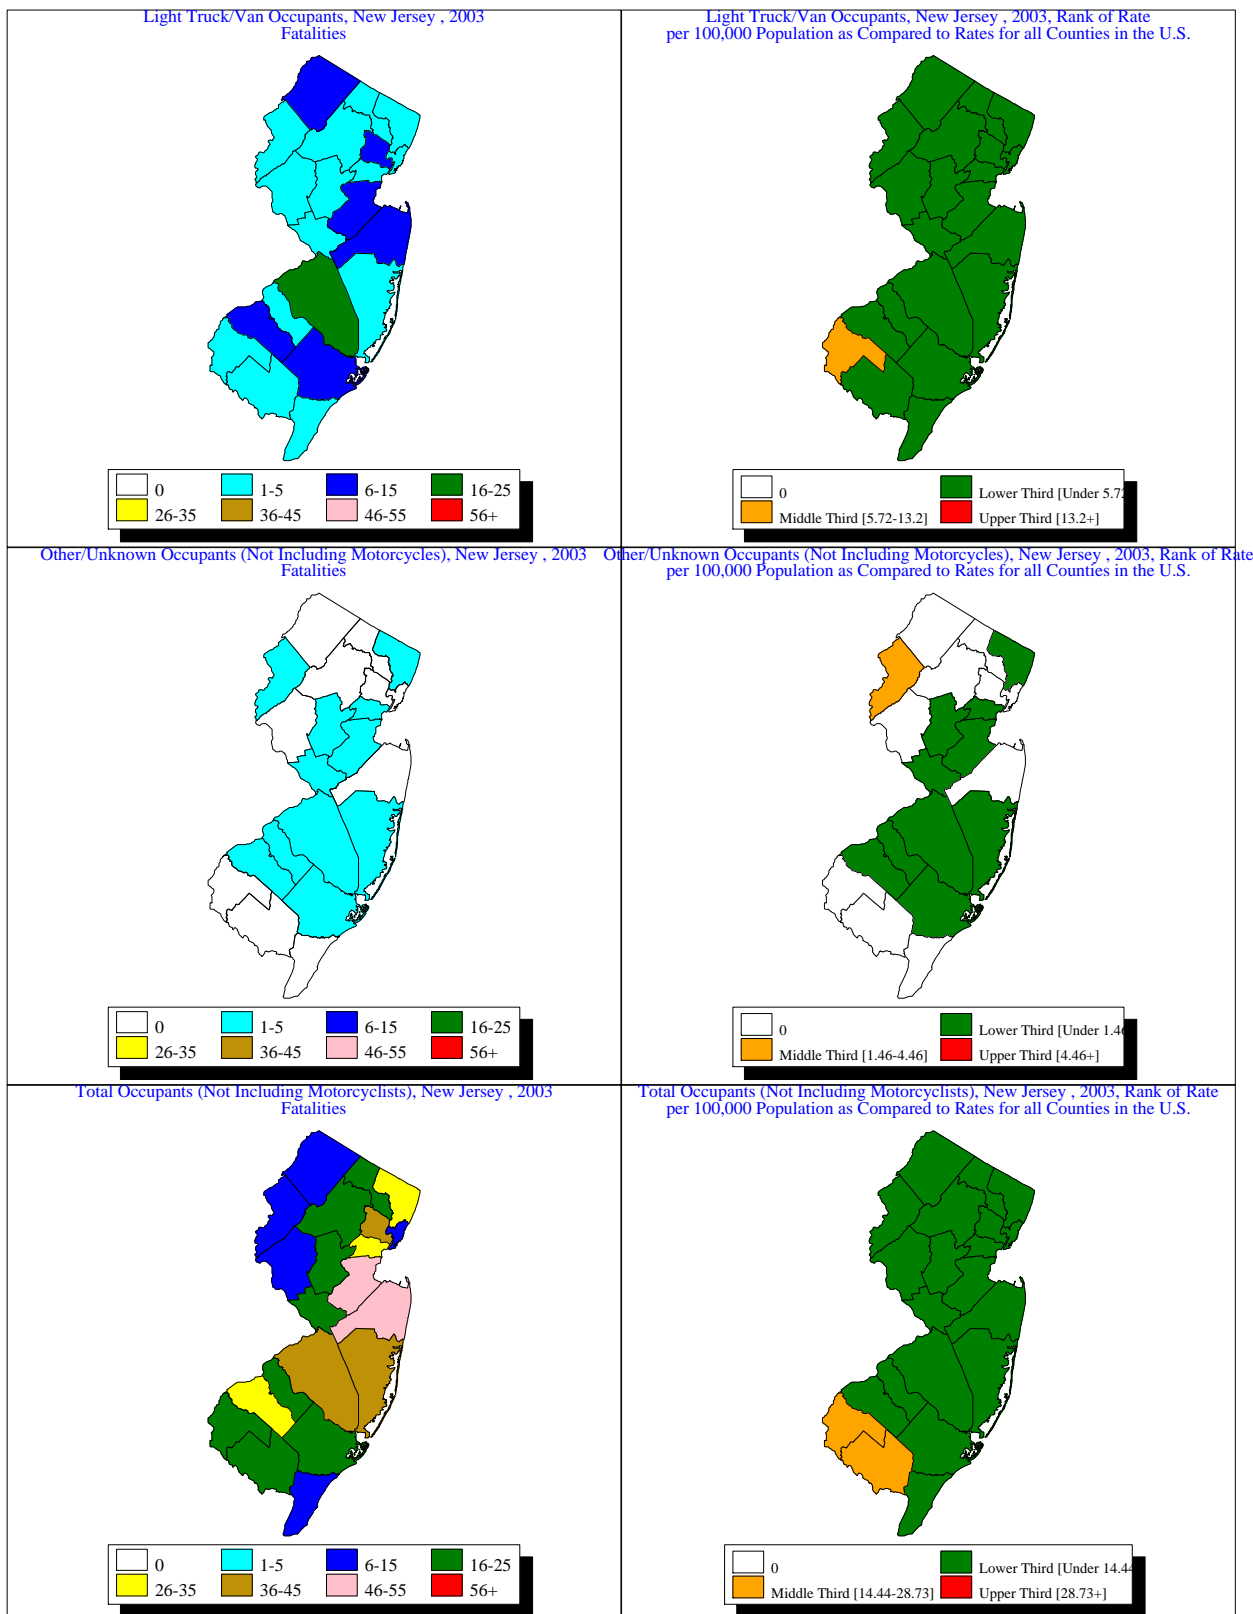 Light Truck/Van Occupants, New Jersey , 2003
Fatalities
0
1-5
6-15
16-25
26-35
36-45
46-55
56+
Light Truck/Van Occupants, New Jersey , 2003, Rank of Rate
per 100,000 Population as Compared to Rates for all Counties in the U.S.
0
Lower Third [Under 5.72
Middle Third [5.72-13.2]
Upper Third [13.2+]
Other/Unknown Occupants (Not Including Motorcycles), New Jersey , 2003
Fatalities
0
1-5
6-15
16-25
26-35
36-45
46-55
56+
Other/Unknown Occupants (Not Including Motorcycles), New Jersey , 2003, Rank of Rate
per 100,000 Population as Compared to Rates for all Counties in the U.S.
0
Lower Third [Under 1.46
Middle Third [1.46-4.46]
Upper Third [4.46+]
Total Occupants (Not Including Motorcyclists), New Jersey , 2003
Fatalities
0
1-5
6-15
16-25
26-35
36-45
46-55
56+
Total Occupants (Not Including Motorcyclists), New Jersey , 2003, Rank of Rate
per 100,000 Population as Compared to Rates for all Counties in the U.S.
0
Lower Third [Under 14.44
Middle Third [14.44-28.73]
Upper Third [28.73+]